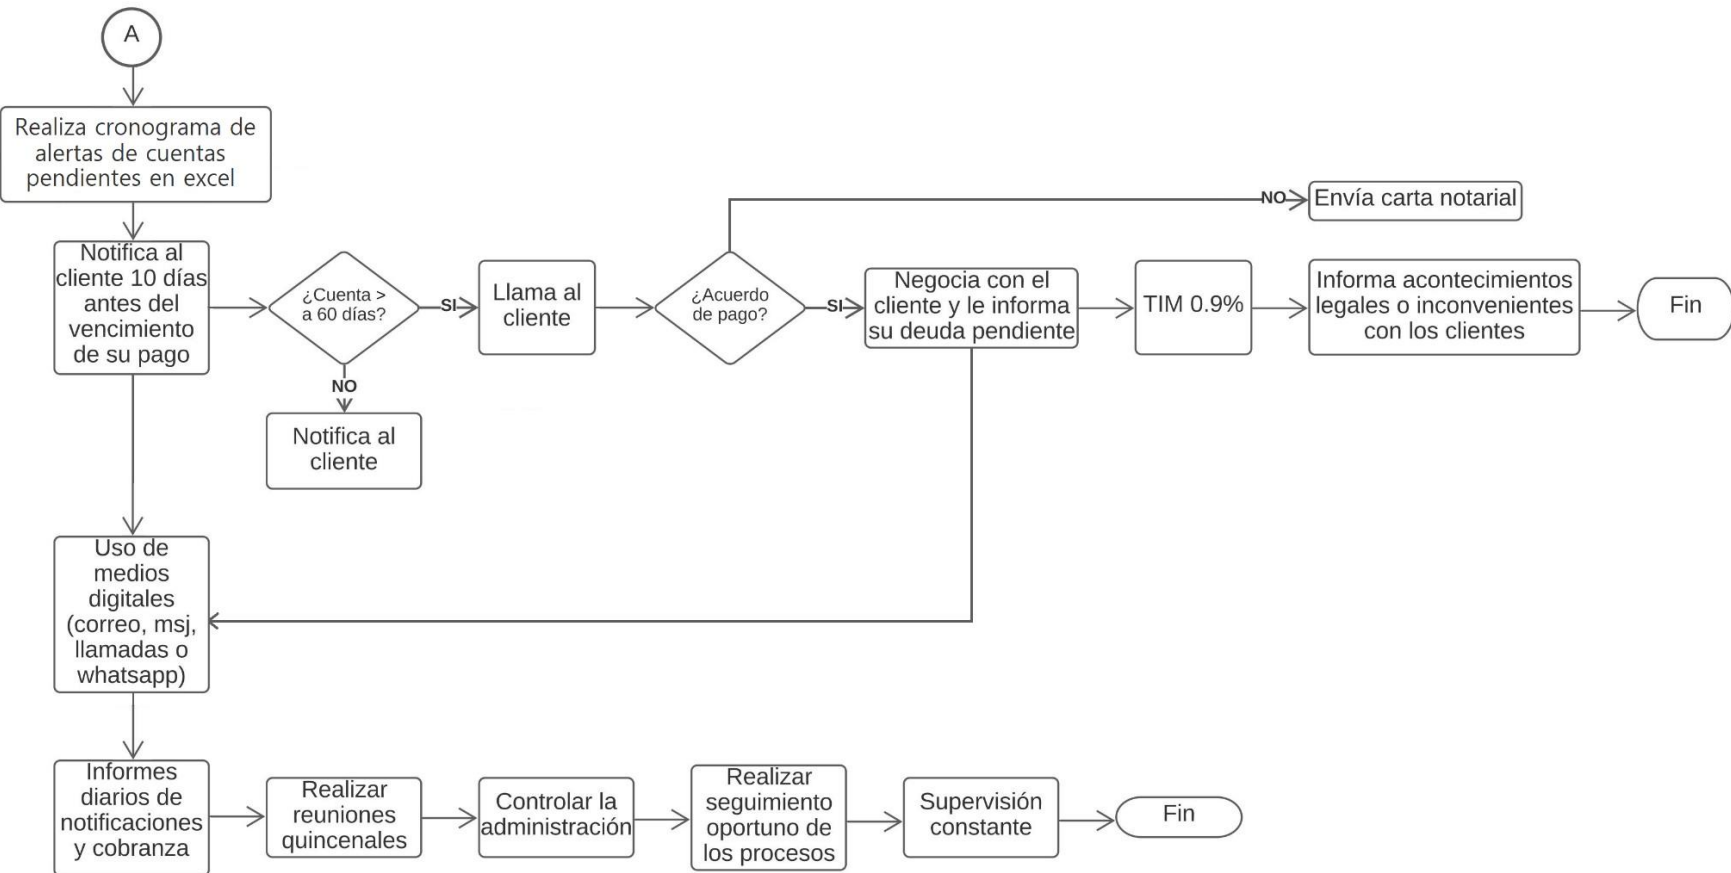 A
Realiza cronograma de
alertas de cuentas
pendientes en excel
Notifica al
cliente 10 días
antes del
vencimiento
de su pago
¿Cuenta >
a 60 días?
SI
NO
Notifica al
cliente
Llama al
cliente
¿Acuerdo
de pago?
NO
Envía carta notarial
SI
Negocia con el
cliente y le informa
su deuda pendiente
TIM 0.9%
Informa acontecimientos
legales o inconvenientes
con los clientes
Fin
Uso de
medios
digitales
(correo, msj,
llamadas o
whatsapp)
Informes
diarios de
notificaciones
y cobranza
Realizar
reuniones
quincenales
Controlar la
administración
Realizar
seguimiento
oportuno de
los procesos
Supervisión
constante
Fin